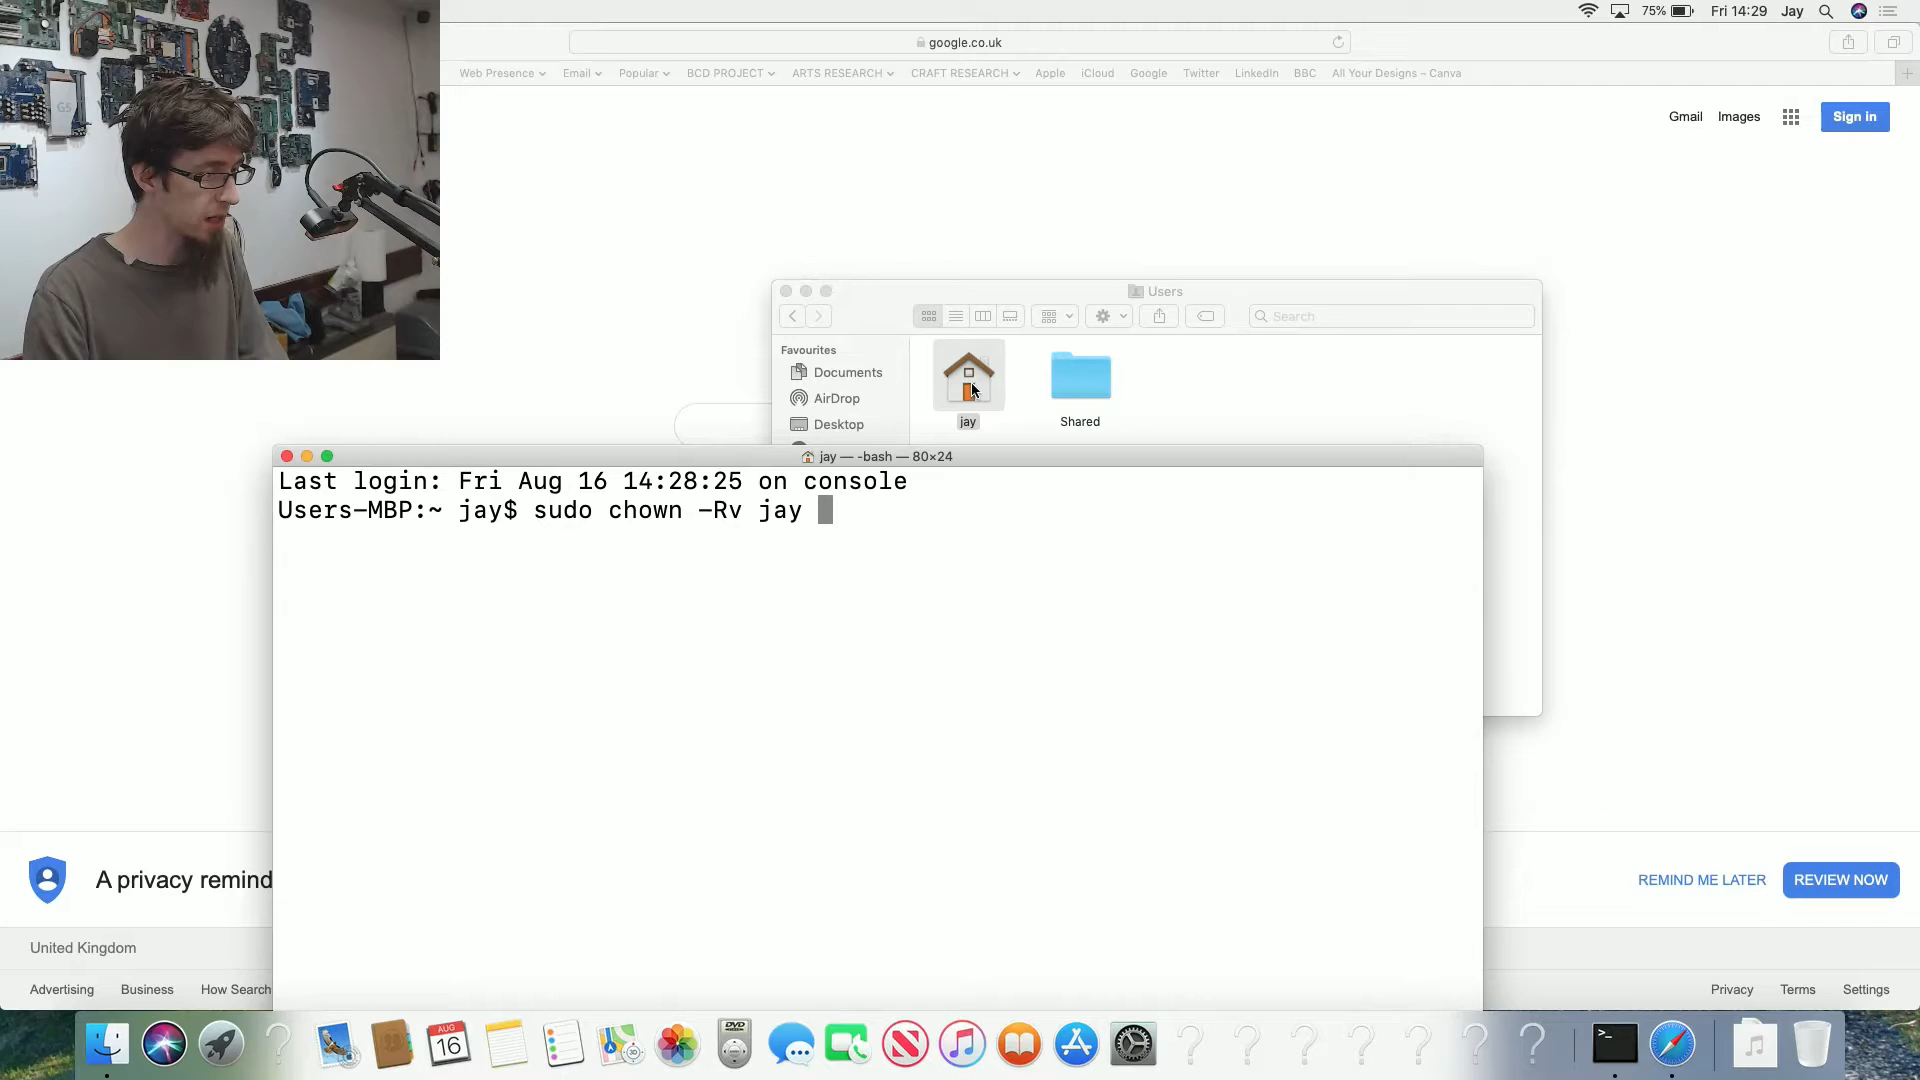 75%
Fri 14:29
Jay
google.co.uk
Web Presence
Email
Popular
BCD PROJECT
ARTS RESEARCH
CRAFT RESEARCH
Apple
iCloud
Google
Twitter
LinkedIn
BBC
All Your Designs – Canva
Gmail
Images
Sign in
Users
Search
Favourites
Documents
AirDrop
Desktop
jay
Shared
jay — -bash — 80×24
Last login: Fri Aug 16 14:28:25 on console
Users-MBP:~ jay$ sudo chown -Rv jay
A privacy remind
REMIND ME LATER
REVIEW NOW
United Kingdom
Advertising
Business
How Search
Privacy
Terms
Settings
AUG
16
DVD
>_
G5